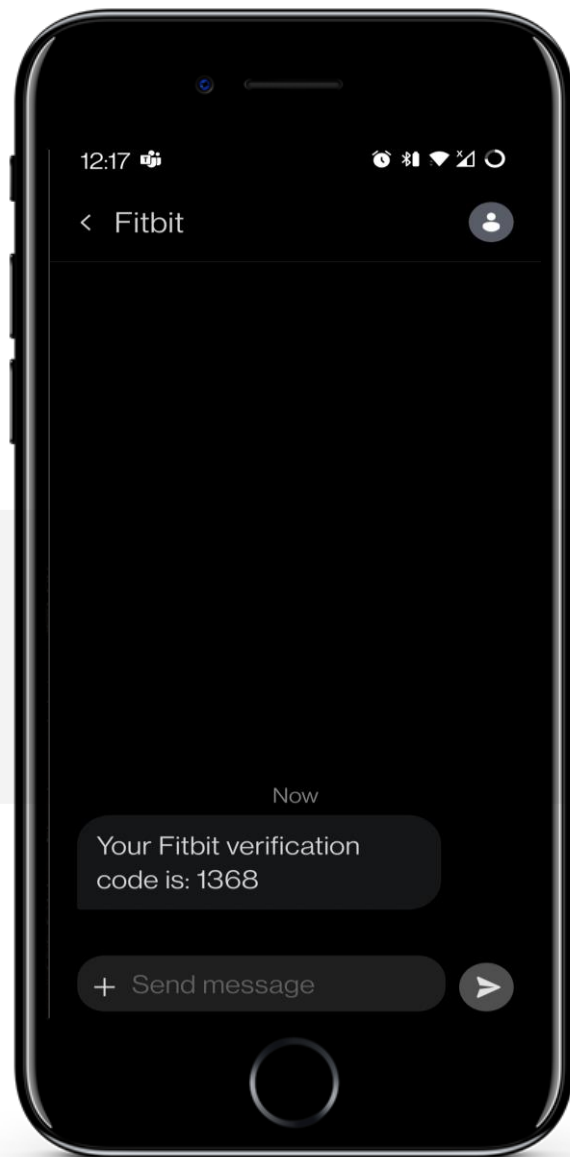 12:17
< Fitbit
Now
Your Fitbit verification
code is: 1368
+ Send message